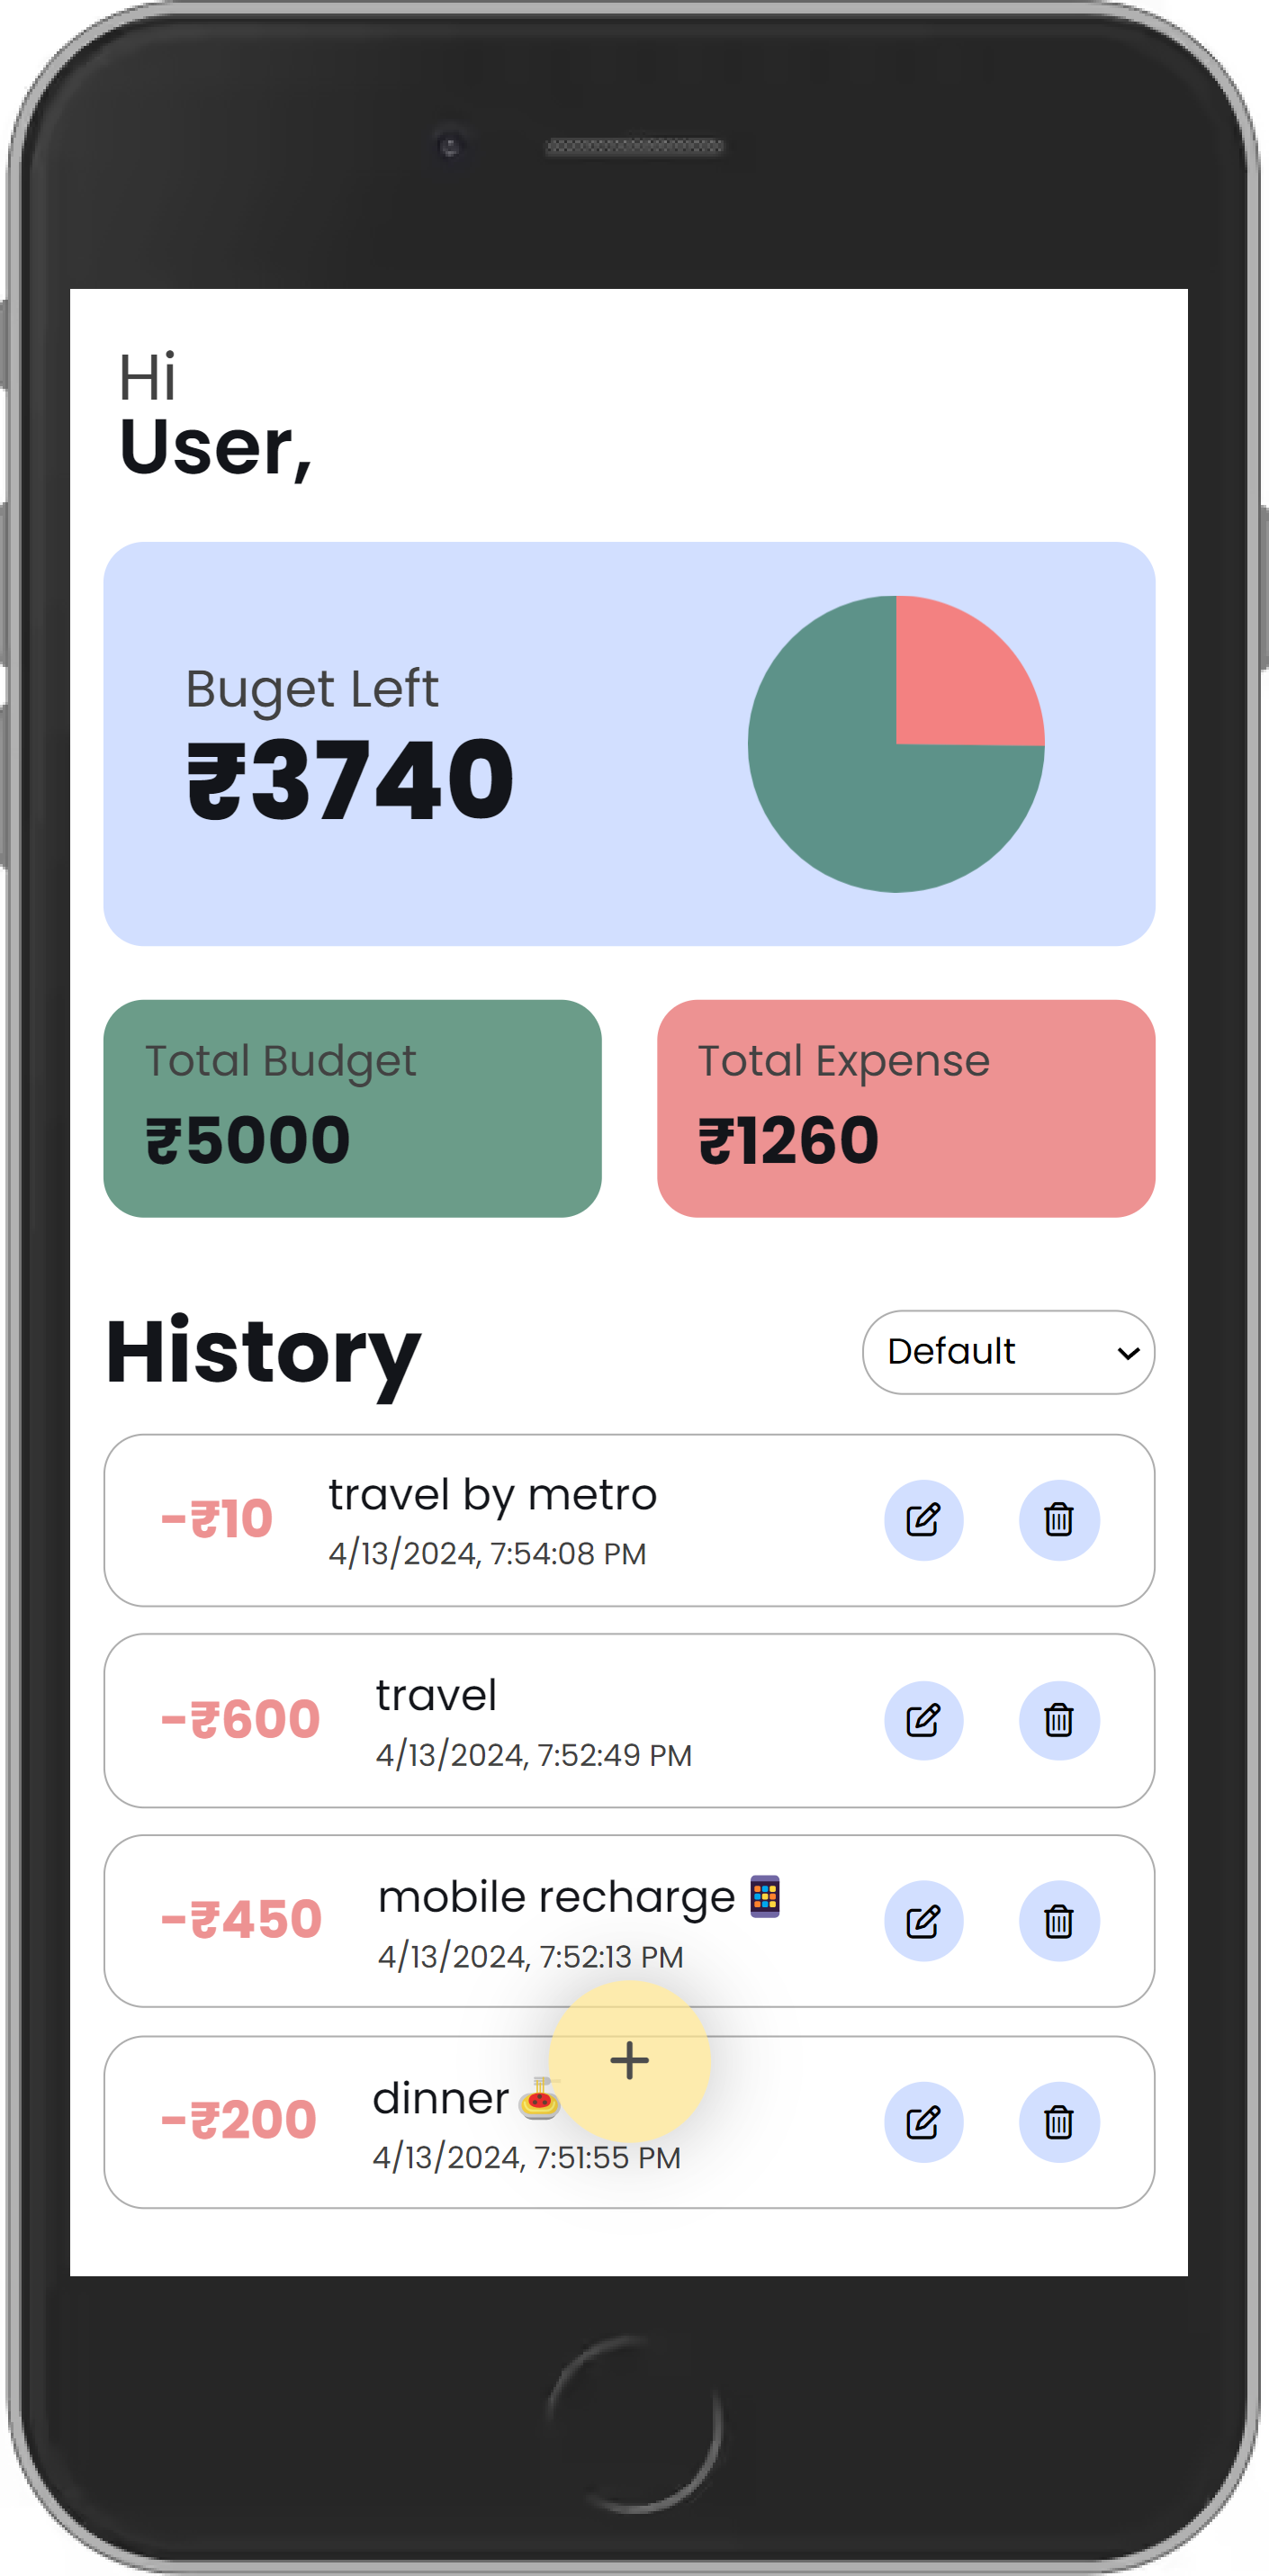 Hi
User,
Buget Left
₹3740
Total Budget
₹5000
Total Expense
₹1260
History
Default
-₹10
travel by metro
4/13/2024, 7:54:08 PM
-₹600
travel
4/13/2024, 7:52:49 PM
-₹450
mobile recharge 📱
4/13/2024, 7:52:13 PM
+
-₹200
dinner 🍝
4/13/2024, 7:51:55 PM